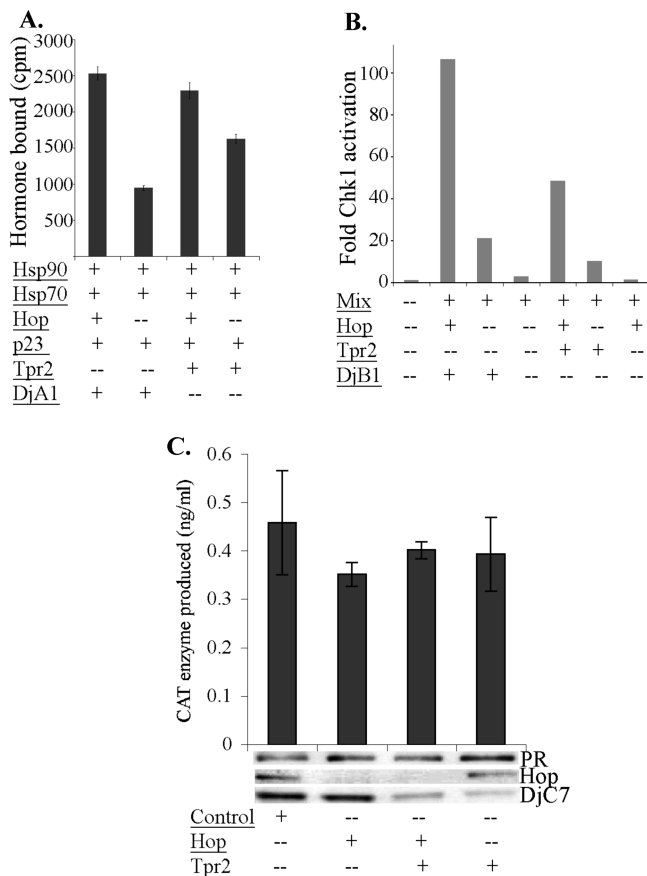 A.
Hormone bound (cpm)
3000
2500
2000
1500
1000
500
Hsp90 + + + +
Hsp70 + + + +
Hop + -- + --
p23 + + + +
Tpr2 -- -- + +
DjA1 + + -- --
B.
Fold Chk1 activation
100
80
60
40
20
0
Mix -- + + + + + +
Hop -- + -- -- + -- +
Tpr2 -- -- -- -- + + --
DjB1 -- + + -- -- -- --
C.
CAT enzyme produced (ng/ml)
0.6
0.5
0.4
0.3
0.2
0.1
0
PR
Hop
DjC7
Control + -- -- --
Hop -- + + --
Tpr2 -- -- + +